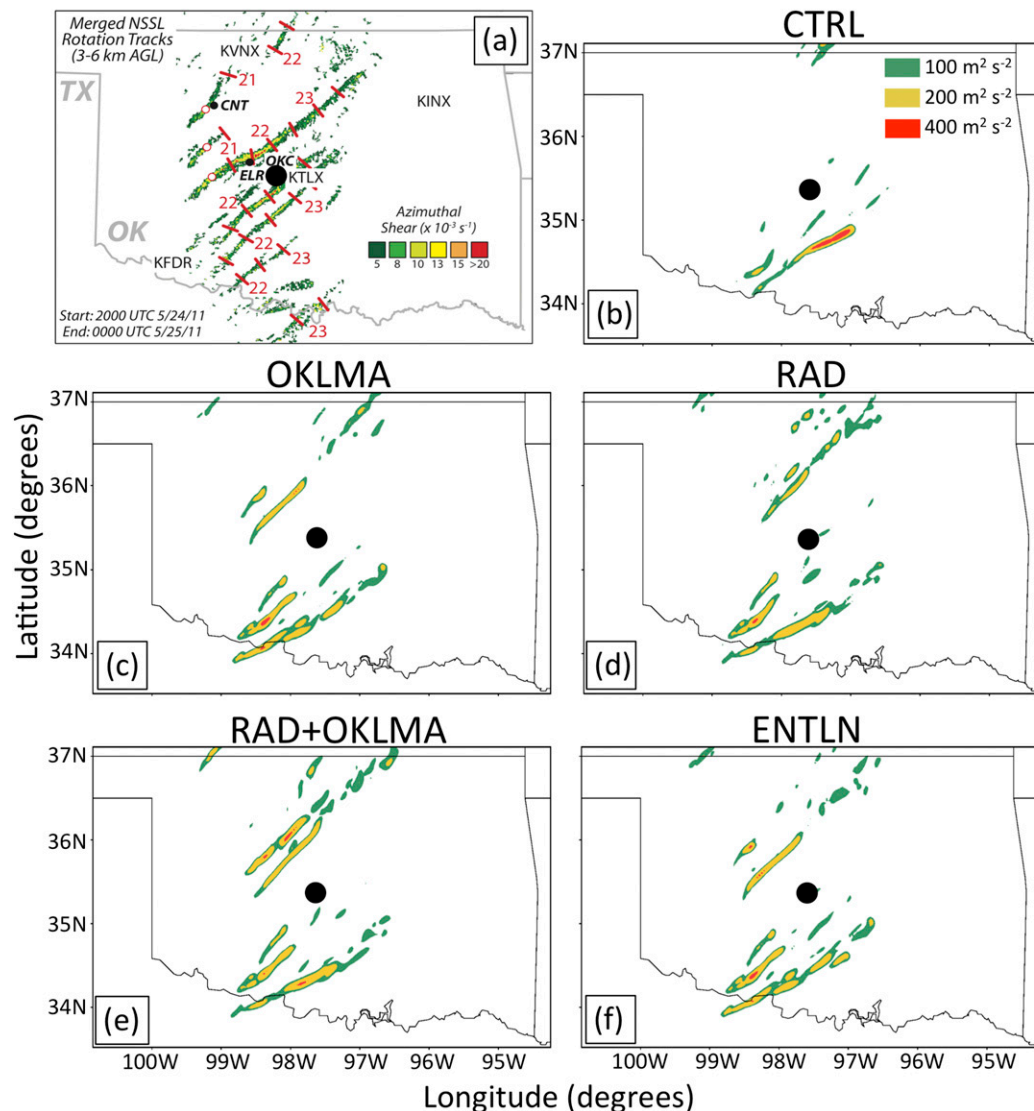 Merged NSSL
Rotation Tracks
(3-6 km AGL)
(a)
KVNX
22
TX
21
CNT
KINX
23
22
21
OKC
ELR
KTLX
22
23
OK
Azimuthal
Shear (x 10⁻³ s⁻¹)
22
23
KFDR
5 8 10 13 15 >20
22
Start: 2000 UTC 5/24/11
End: 0000 UTC 5/25/11
23
CTRL
37N
100 m² s⁻²
200 m² s⁻²
400 m² s⁻²
36N
35N
34N
(b)
OKLMA
37N
36N
35N
34N
(c)
RAD
(d)
Latitude (degrees)
RAD+OKLMA
37N
36N
35N
34N
(e)
100W 99W 98W 97W 96W 95W
ENTLN
(f)
100W 99W 98W 97W 96W 95W
Longitude (degrees)